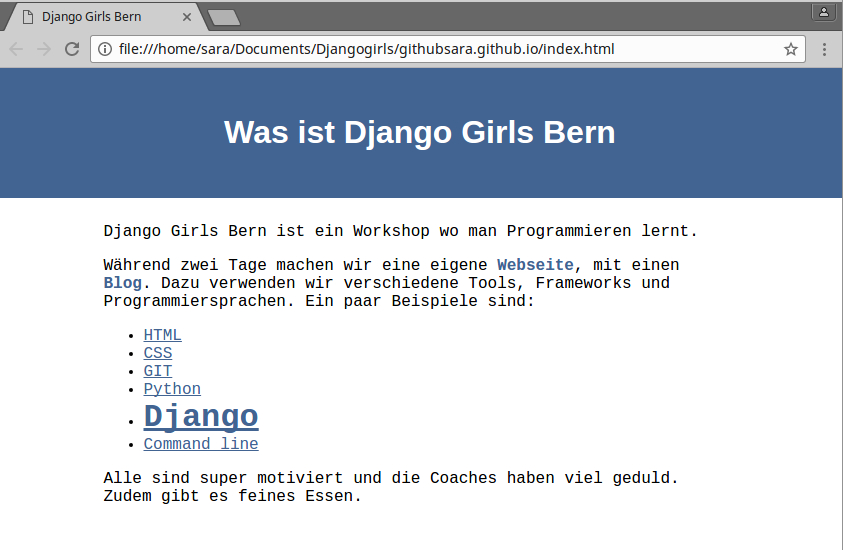 Django Girls Bern
file:///home/sara/Documents/Djangogirls/githubsara.github.io/index.html
Was ist Django Girls Bern
Django Girls Bern ist ein Workshop wo man Programmieren lernt.
Während zwei Tage machen wir eine eigene Webseite, mit einen
Blog. Dazu verwenden wir verschiedene Tools, Frameworks und
Programmiersprachen. Ein paar Beispiele sind:
HTML
CSS
GIT
Python
Django
Command line
Alle sind super motiviert und die Coaches haben viel geduld.
Zudem gibt es feines Essen.